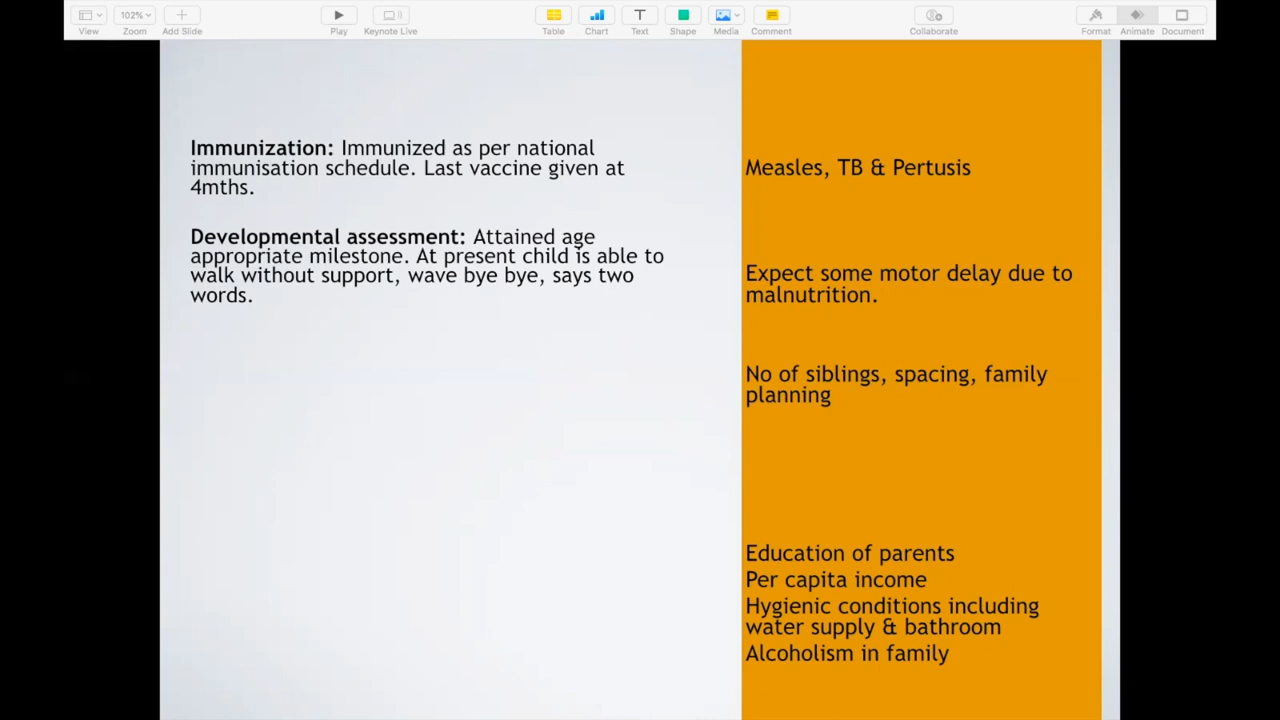 View
102%
Zoom
Add Slide
Play
Keynote Live
Table
Chart
Text
Shape
Media
Comment
Collaborate
Format
Animate
Document
Immunization: Immunized as per national
immunisation schedule. Last vaccine given at
4mths.
Developmental assessment: Attained age
appropriate milestone. At present child is able to
walk without support, wave bye bye, says two
words.
Measles, TB & Pertusis
Expect some motor delay due to
malnutrition.
No of siblings, spacing, family
planning
Education of parents
Per capita income
Hygienic conditions including
water supply & bathroom
Alcoholism in family